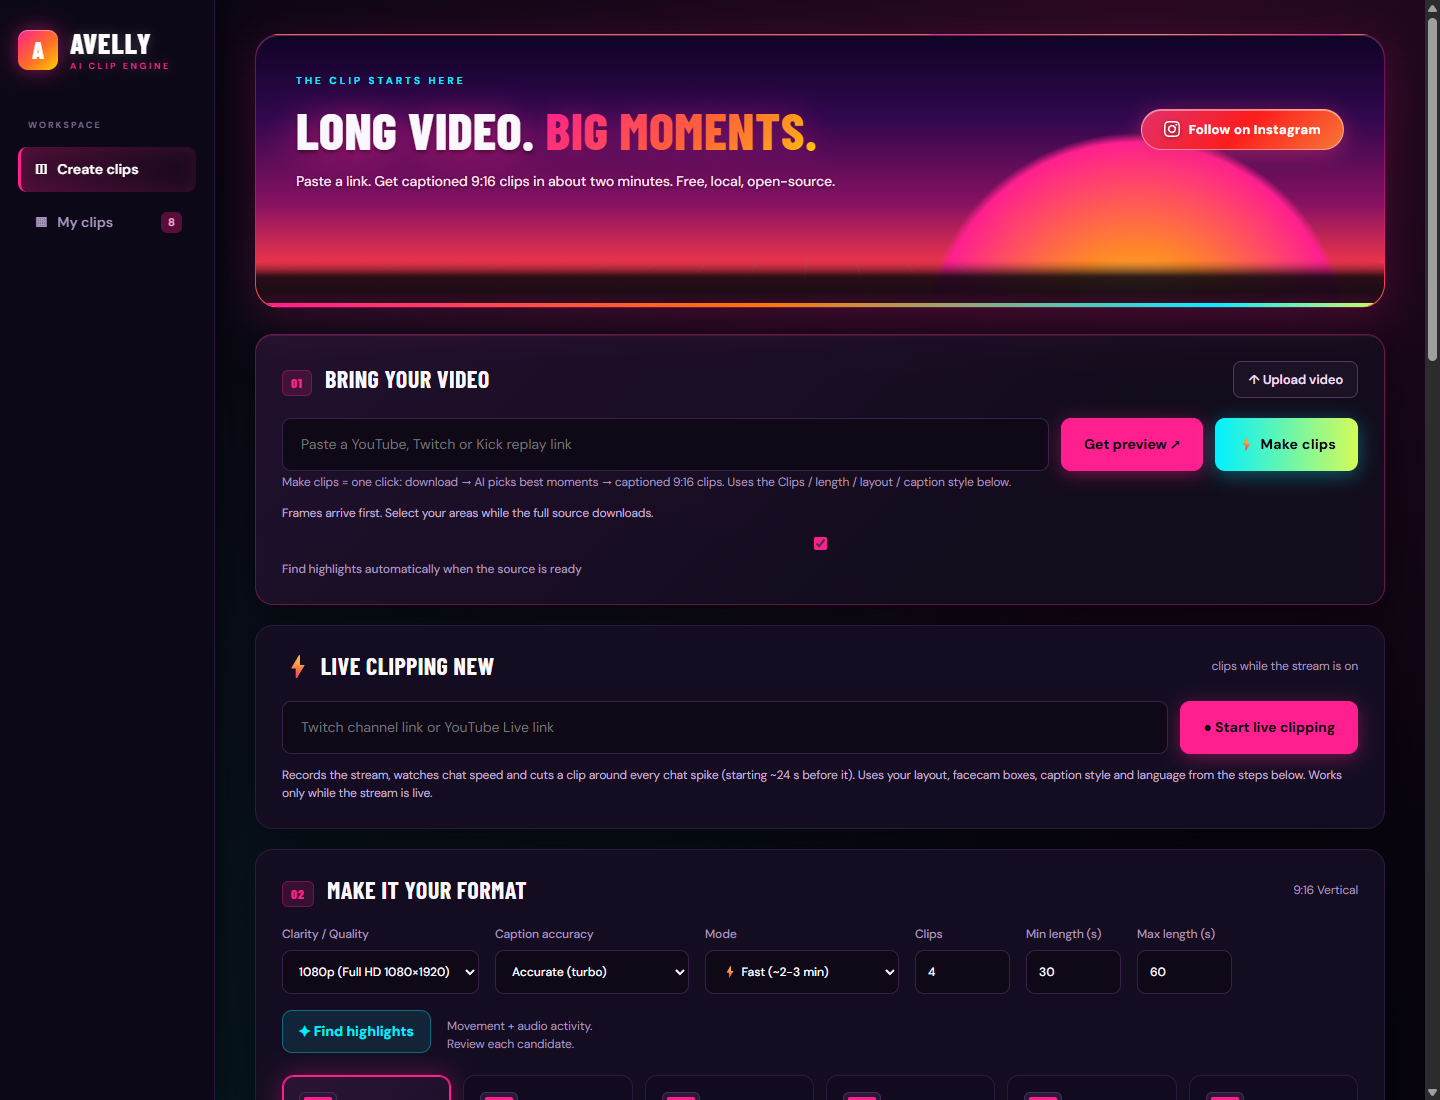 A
AVELLY
AI CLIP ENGINE
WORKSPACE
Create clips
My clips
8
THE CLIP STARTS HERE
LONG VIDEO. BIG MOMENTS.
Paste a link. Get captioned 9:16 clips in about two minutes. Free, local, open-source.
Follow on Instagram
01
BRING YOUR VIDEO
↑ Upload video
Paste a YouTube, Twitch or Kick replay link
Get preview ↗
⚡ Make clips
Make clips = one click: download → AI picks best moments → captioned 9:16 clips. Uses the Clips / length / layout / caption style below.
Frames arrive first. Select your areas while the full source downloads.
Find highlights automatically when the source is ready
⚡ LIVE CLIPPING NEW
clips while the stream is on
Twitch channel link or YouTube Live link
● Start live clipping
Records the stream, watches chat speed and cuts a clip around every chat spike (starting ~24 s before it). Uses your layout, facecam boxes, caption style and language from the steps below. Works
only while the stream is live.
02
MAKE IT YOUR FORMAT
9:16 Vertical
Clarity / Quality
Caption accuracy
Mode
Clips
Min length (s)
Max length (s)
1080p (Full HD 1080×1920)
Accurate (turbo)
⚡ Fast (~2-3 min)
4
30
60
✦ Find highlights
Movement + audio activity.
Review each candidate.